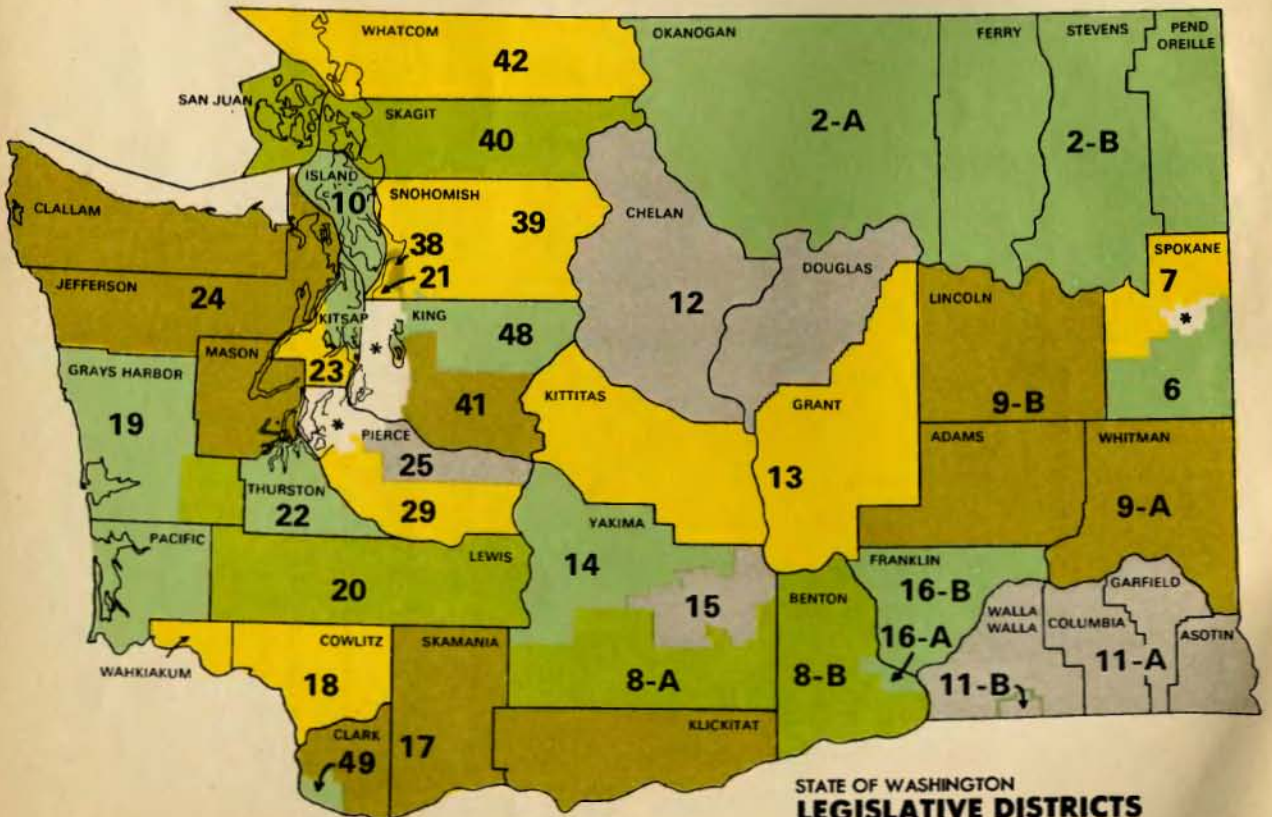 WHATCOM
42
OKANOGAN
FERRY
STEVENS
PEND
OREILLE
SAN JUAN
SKAGIT
40
2-A
2-B
ISLAND
10
SNOHOMISH
39
CLALLAM
CHELAN
38
21
DOUGLAS
SPOKANE
7
JEFFERSON
24
12
LINCOLN
KITSAP
KING
48
*
*
MASON
23
GRAYS HARBOR
19
41
KITTITAS
GRANT
9-B
6
*
PIERCE
25
ADAMS
WHITMAN
13
THURSTON
22
29
YAKIMA
9-A
PACIFIC
LEWIS
20
14
15
BENTON
FRANKLIN
16-B
GARFIELD
WALLA
WALLA
COLUMBIA
ASOTIN
16-A
COWLITZ
SKAMANIA
WAHKIAKUM
18
8-A
8-B
11-B
11-A
CLARK
49
17
KLICKITAT
STATE OF WASHINGTON
LEGISLATIVE DISTRICTS